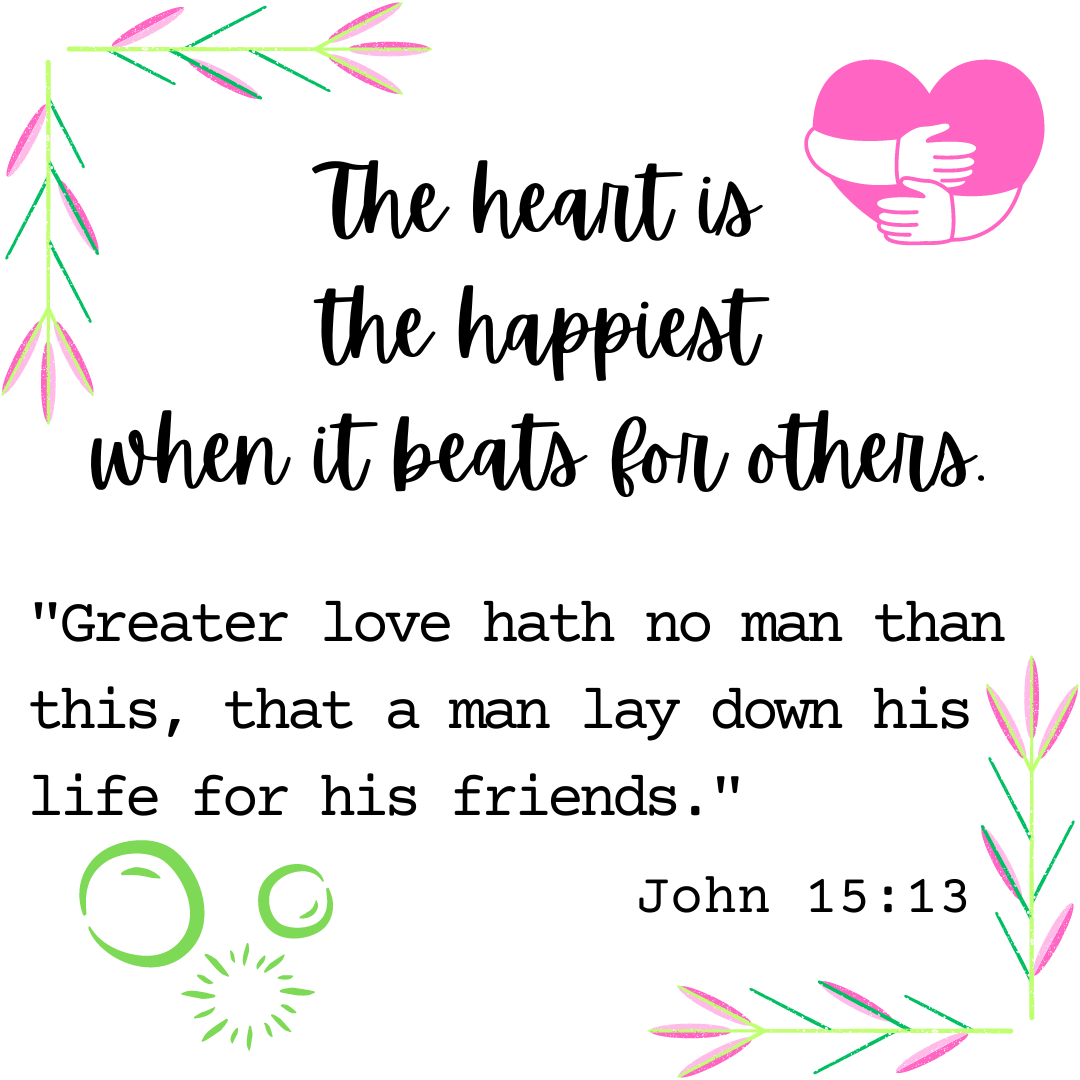 The heart is
the happiest
when it beats for others.
"Greater love hath no man than
this, that a man lay down his
life for his friends."
John 15:13